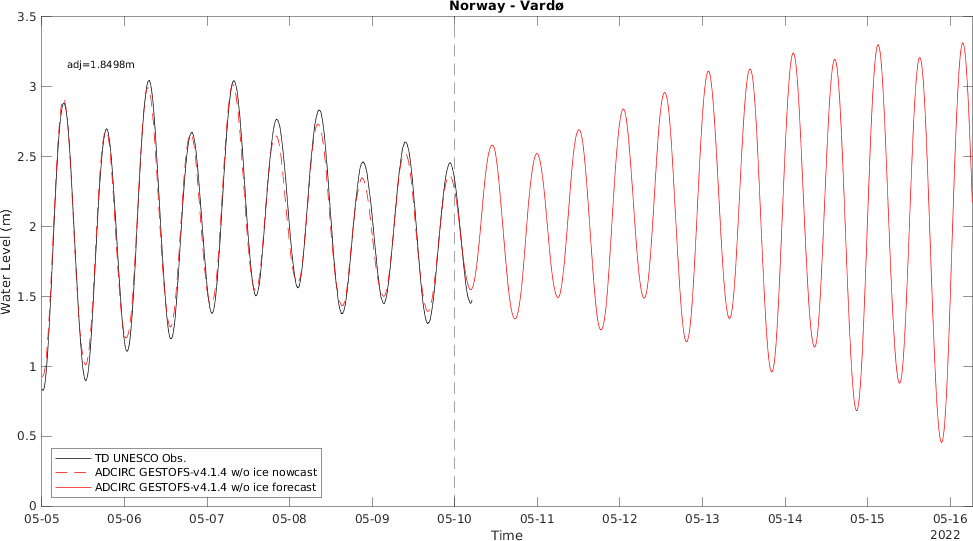 Norway - Vardø
3.5
adj=1.8498m
3
2.5
2
1.5
1
0.5
0
Water Level (m)
TD UNESCO Obs.
ADCIRC GESTOFS-v4.1.4 w/o ice nowcast
ADCIRC GESTOFS-v4.1.4 w/o ice forecast
05-05 05-06 05-07 05-08 05-09 05-10 05-11 05-12 05-13 05-14 05-15 05-16
Time
2022